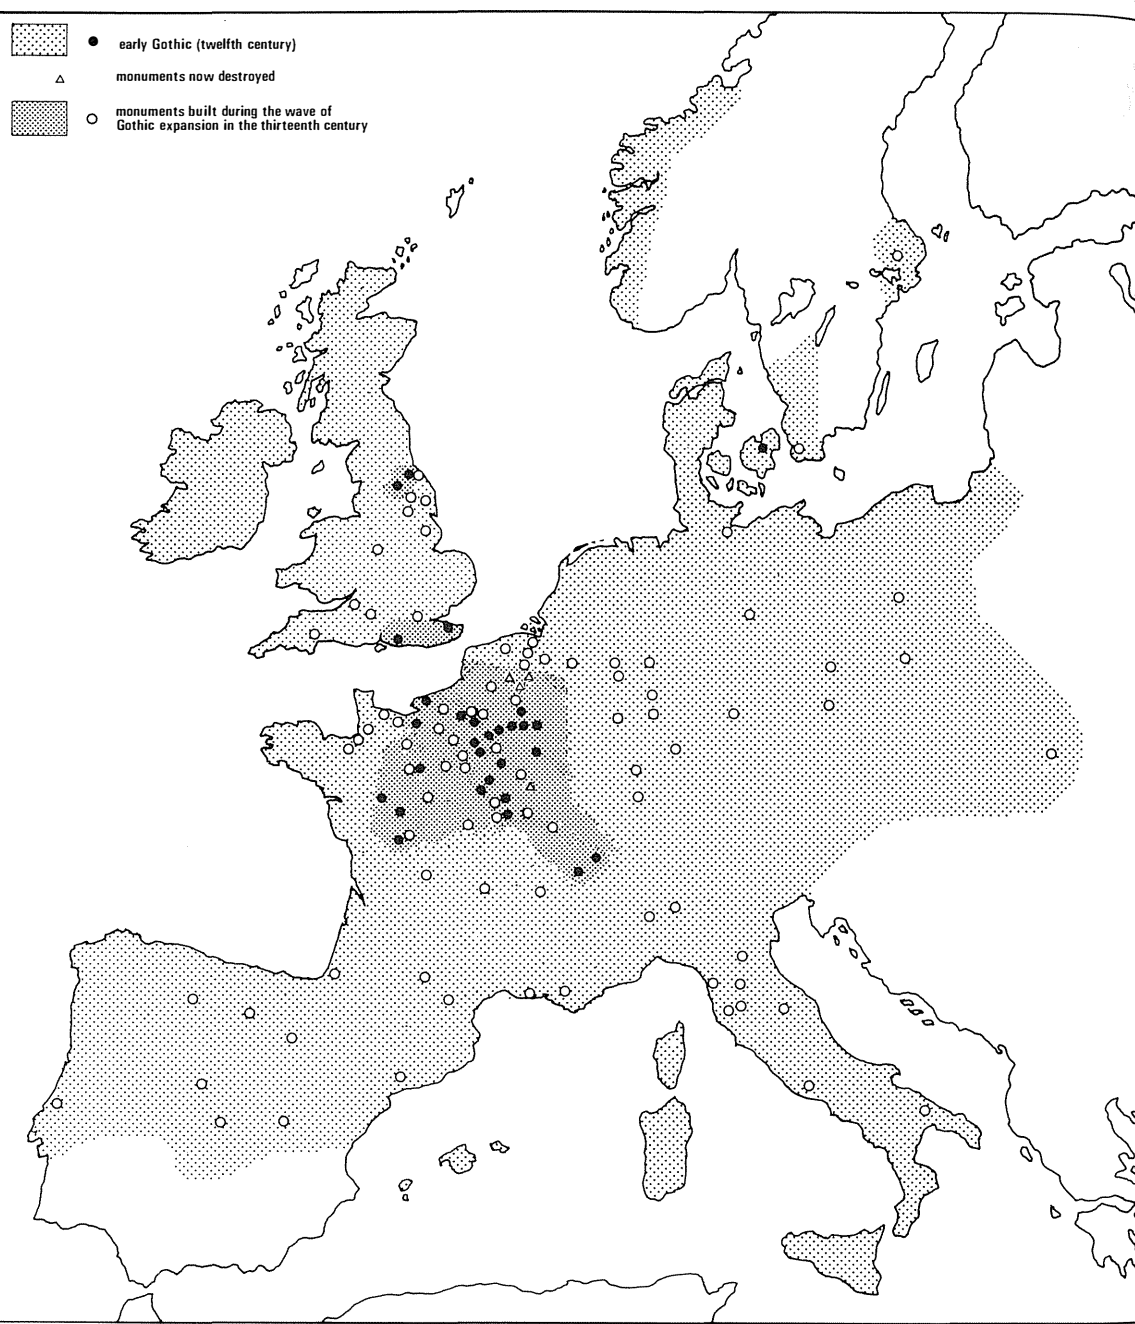 early Gothic (twelfth century)
monuments now destroyed
monuments built during the wave of
Gothic expansion in the thirteenth century